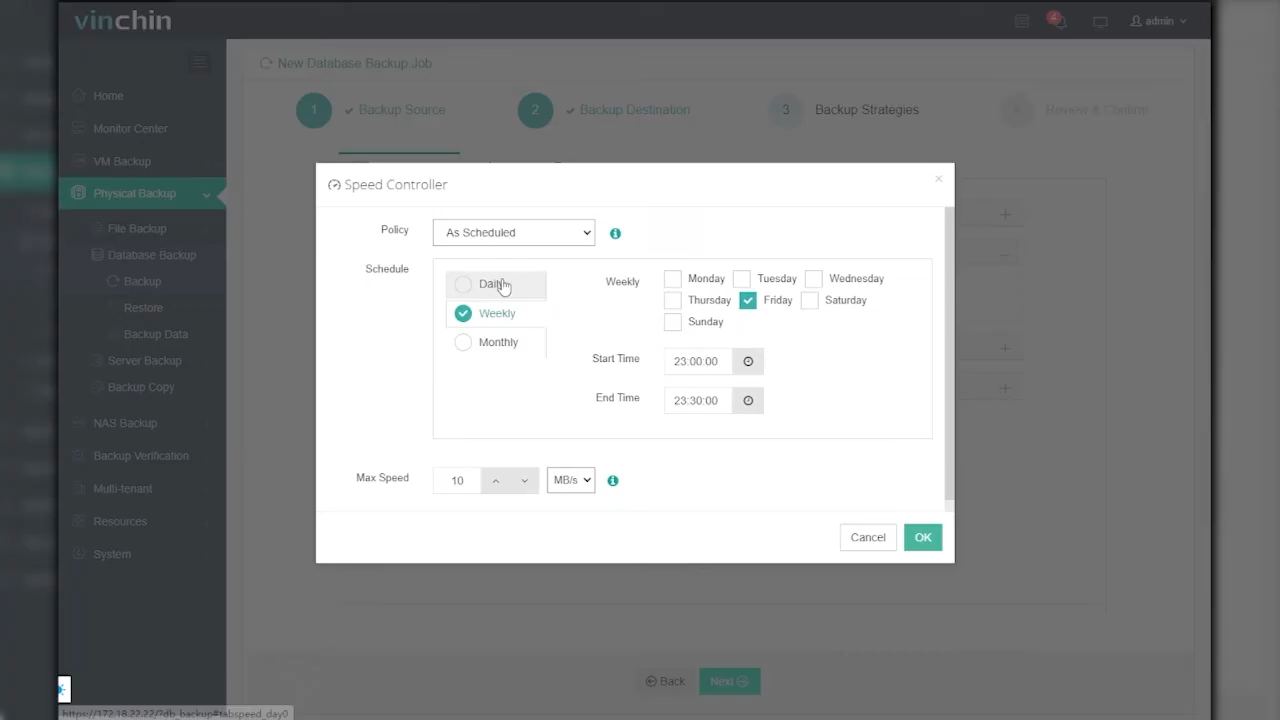 vinchin
4
admin
New Database Backup Job
1 Backup Source
2 Backup Destination
3 Backup Strategies
Review & Confirm
Home
Monitor Center
VM Backup
Physical Backup
File Backup
Database Backup
Backup
Restore
Backup Data
Server Backup
Backup Copy
NAS Backup
Backup Verification
Multi-tenant
Resources
System
Speed Controller
×
Policy
As Scheduled
Schedule
Daily
Weekly
Monthly
Weekly
Monday Tuesday Wednesday
Thursday Friday Saturday
Sunday
Start Time
23:00:00
End Time
23:30:00
Max Speed
10
MB/s
Cancel
OK
Back
Next
https://172.18.22.22/?db_backup#tabspeed_day0